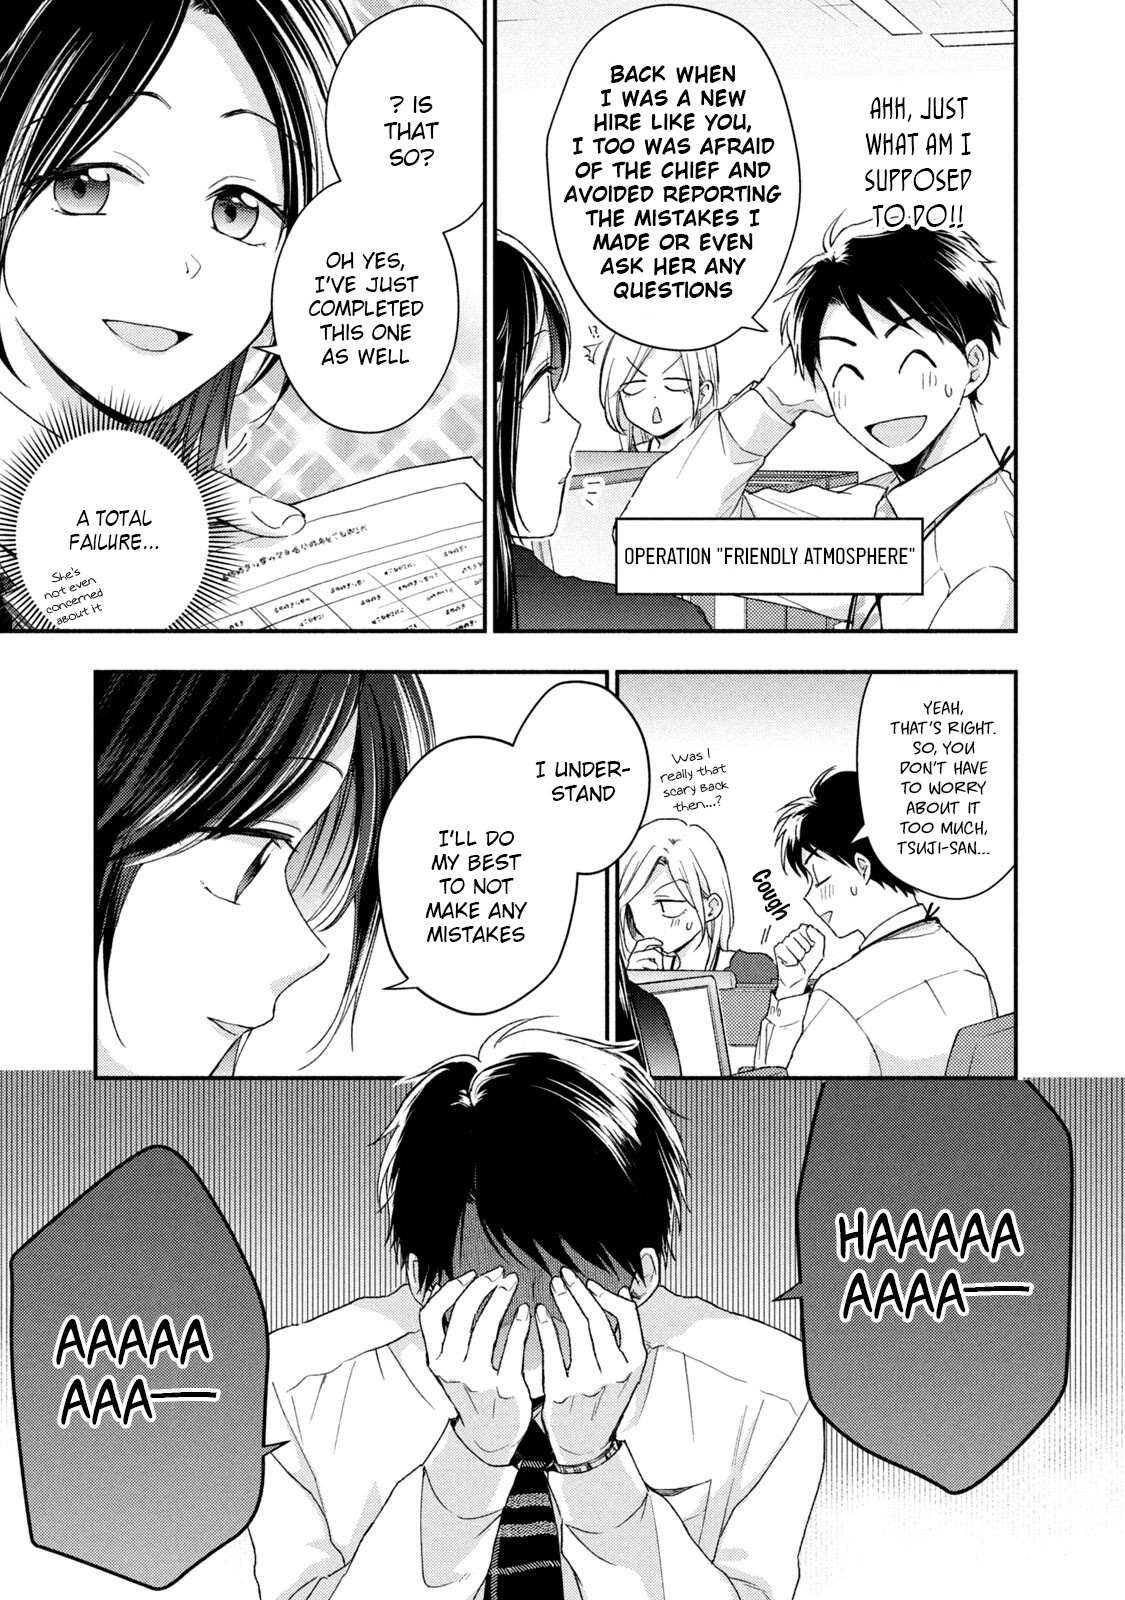 AHH, JUST
WHAT AM I
SUPPOSED
TO DO!!
BACK WHEN
I WAS A NEW
HIRE LIKE YOU,
I TOO WAS AFRAID
OF THE CHIEF AND
AVOIDED REPORTING
THE MISTAKES I
MADE OR EVEN
ASK HER ANY
QUESTIONS
!?
OPERATION "FRIENDLY ATMOSPHERE"
? IS
THAT
SO?
OH YES,
I'VE JUST
COMPLETED
THIS ONE
AS WELL
A TOTAL
FAILURE...
She's
not even
concerned
about it
YEAH,
THAT'S RIGHT.
SO, YOU
DON'T HAVE
TO WORRY
ABOUT IT
TOO MUCH,
TSUJI-SAN...
Was I
really that
scary back
then...?
Cough
I UNDER-
STAND
I'LL DO
MY BEST
TO NOT
MAKE ANY
MISTAKES
HAAAAA
AAAA—
AAAAA
AAA—